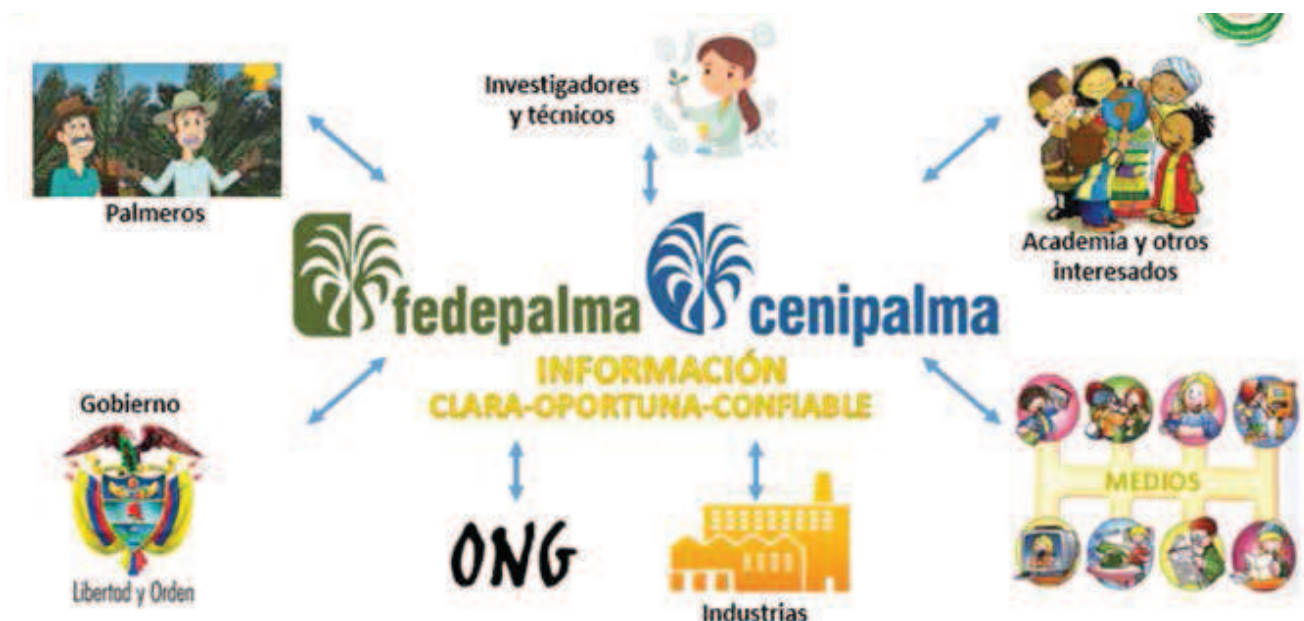 Investigadores
y técnicos
Palmeros
Academia y otros
interesados
fedepalma
cenipalma
INFORMACIÓN
CLARA-OPORTUNA-CONFIABLE
Gobierno
Libertad y Orden
ONG
Industrias
MEDIOS